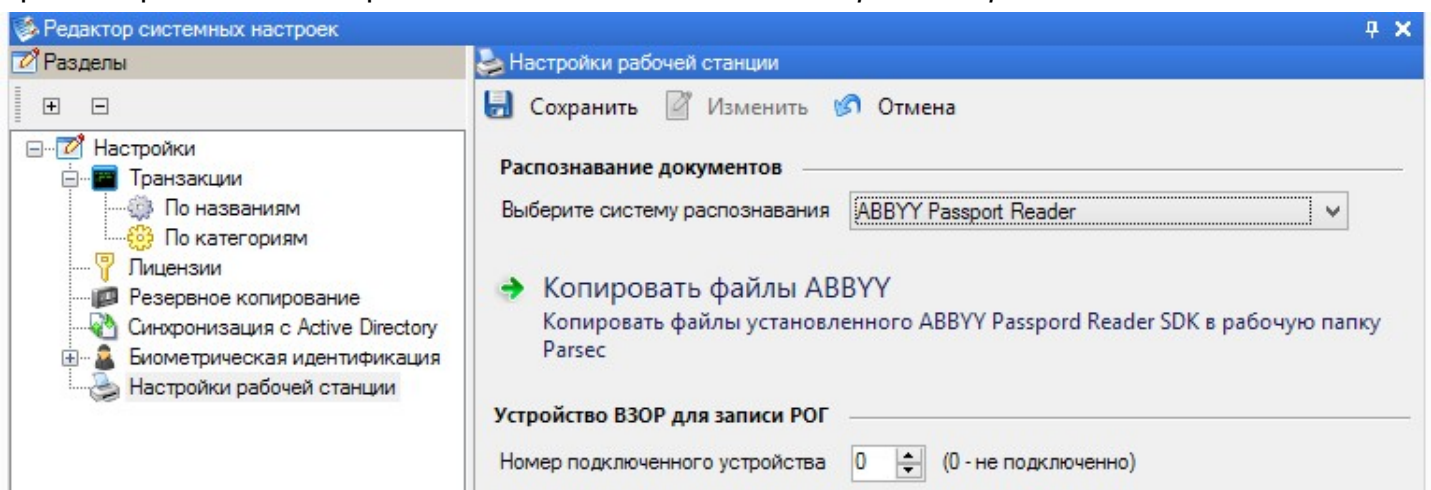 Редактор системных настроек
Разделы
Настройки
Транзакции
По названиям
По категориям
Лицензии
Резервное копирование
Синхронизация с Active Directory
Биометрическая идентификация
Настройки рабочей станции
Настройки рабочей станции
Сохранить Изменить Отмена
Распознавание документов
Выберите систему распознавания ABBYY Passport Reader
Копировать файлы ABBYY
Копировать файлы установленного ABBYY Passpord Reader SDK в рабочую папку
Parsec
Устройство ВЗОР для записи РОГ
Номер подключенного устройства 0 (0 - не подключенно)